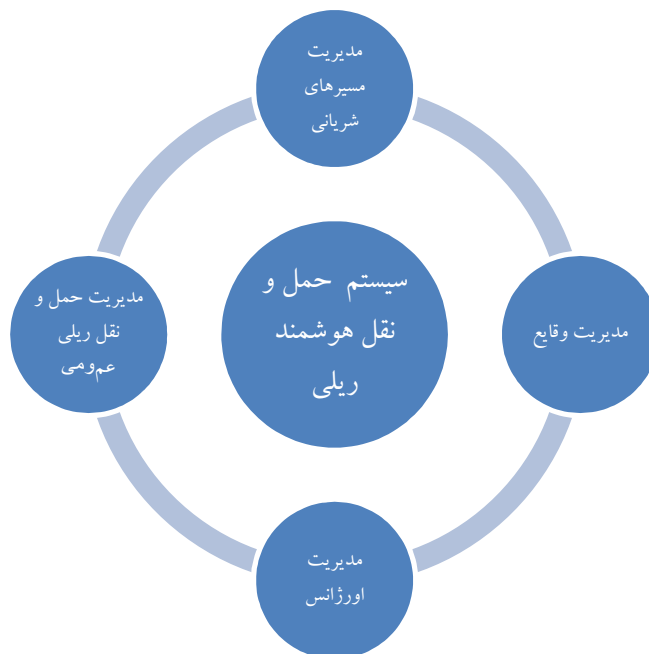 مدیریت
مسیرهای
شریانی
سیستم حمل و
نقل هوشمند
ریلی
مدیریت وقایع
مدیریت حمل و
نقل ریلی
عمومی
مدیریت
اورژانس